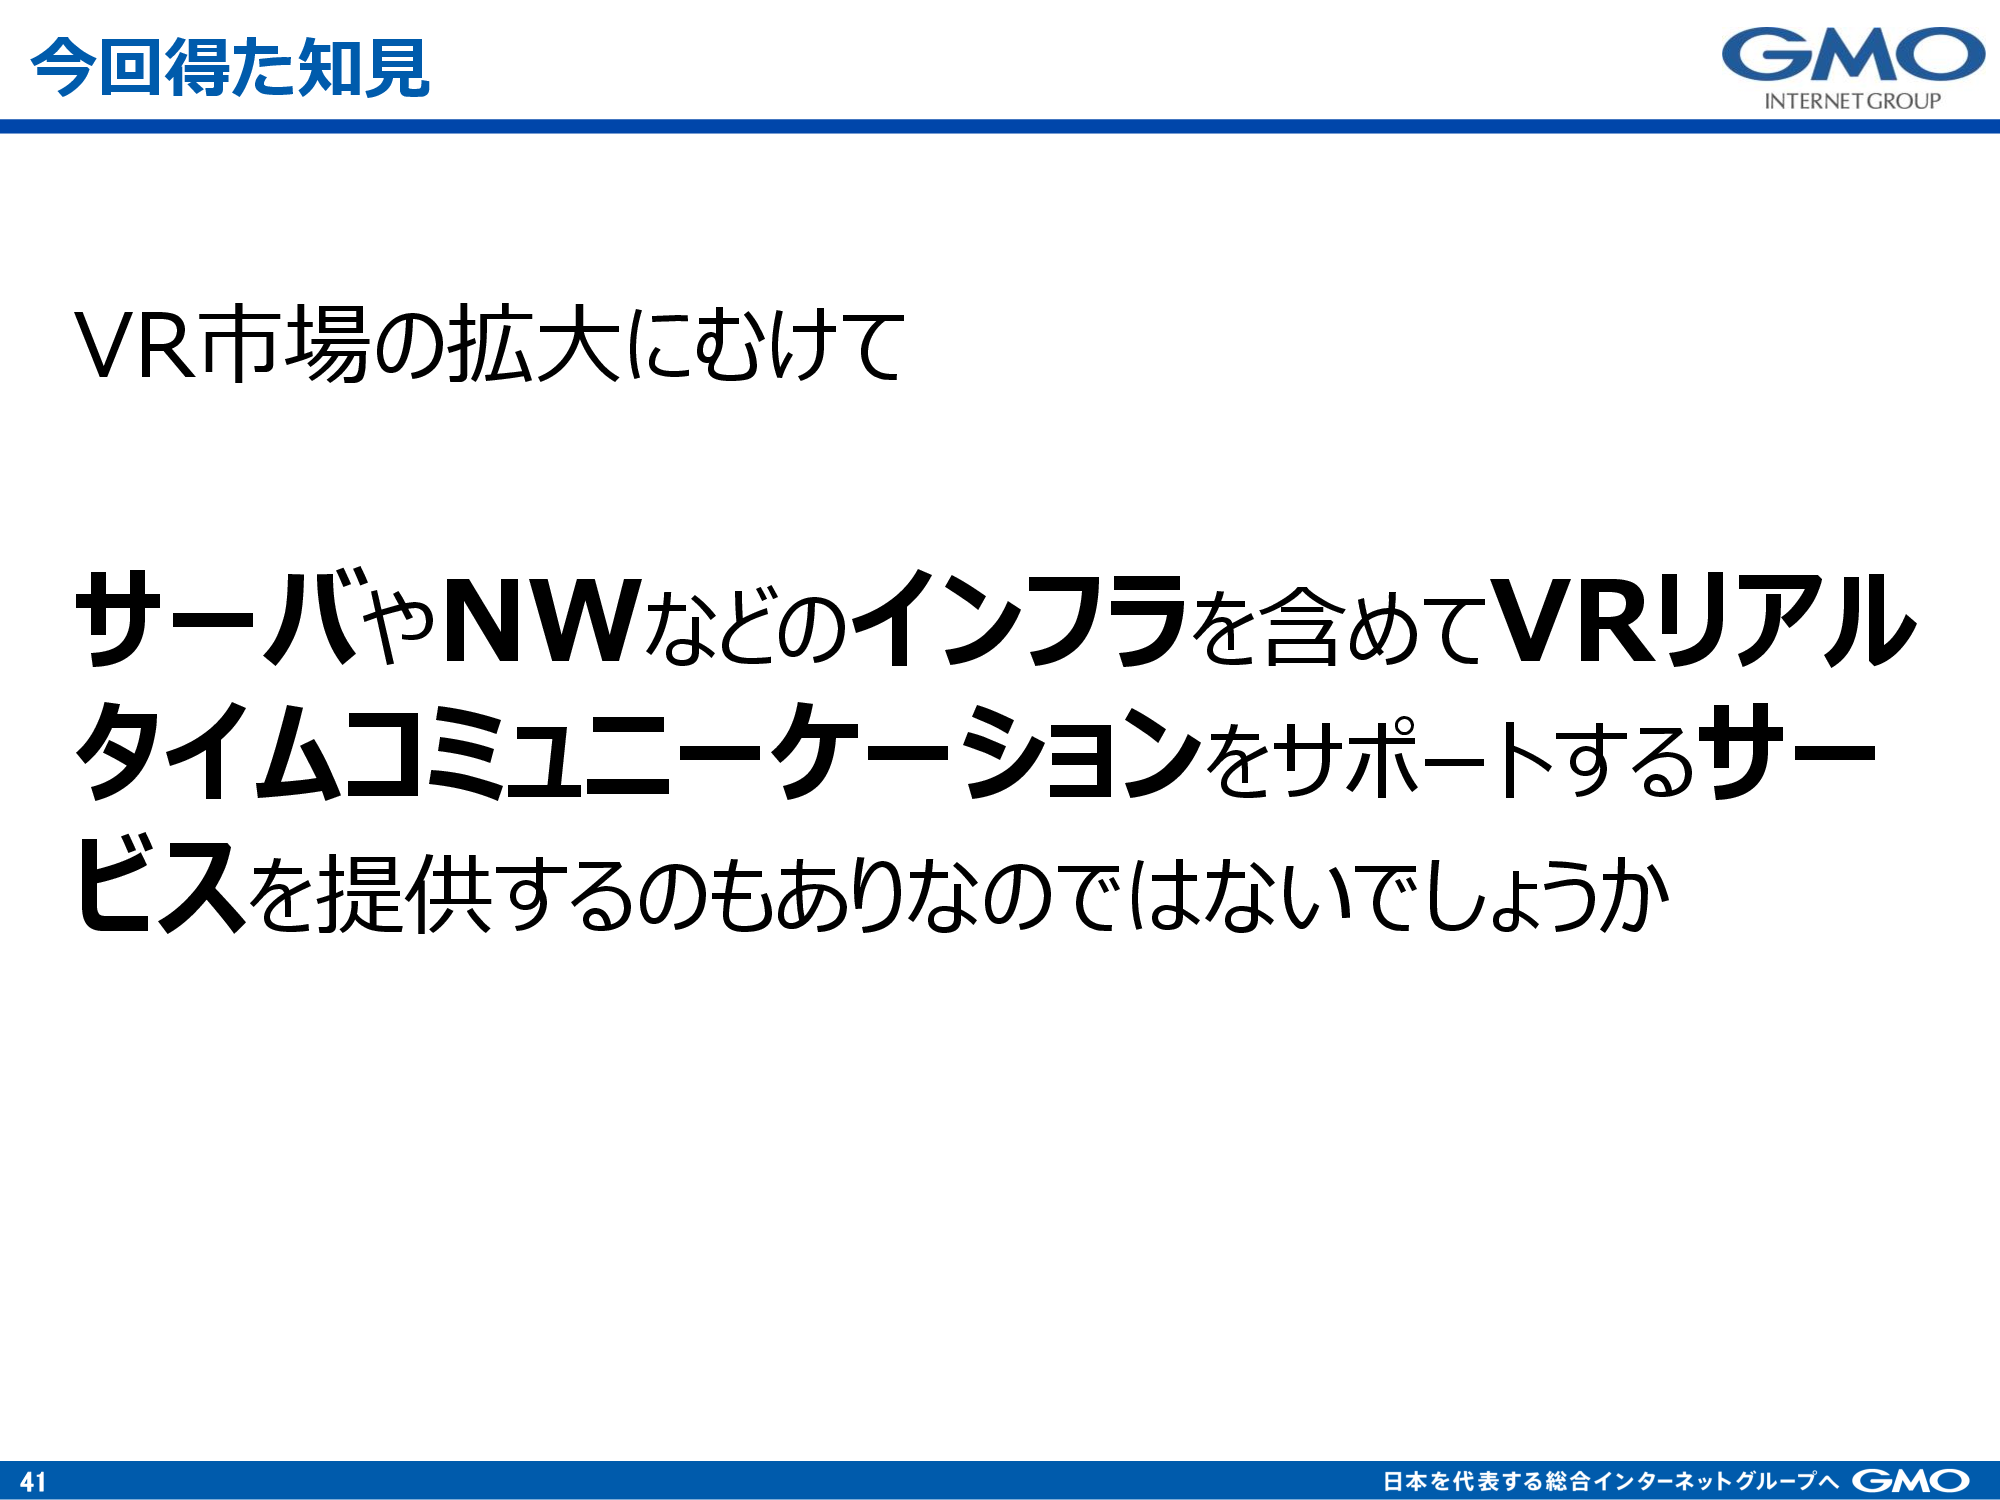 今回得た知見
GMO
INTERNET GROUP
VR市場の拡大にむけて
サーバやNWなどのインフラを含めてVRリアル
タイムコミュニケーションをサポートするサー
ビスを提供するのもありなのではないでしょうか
41
日本を代表する総合インターネットグループへ GMO